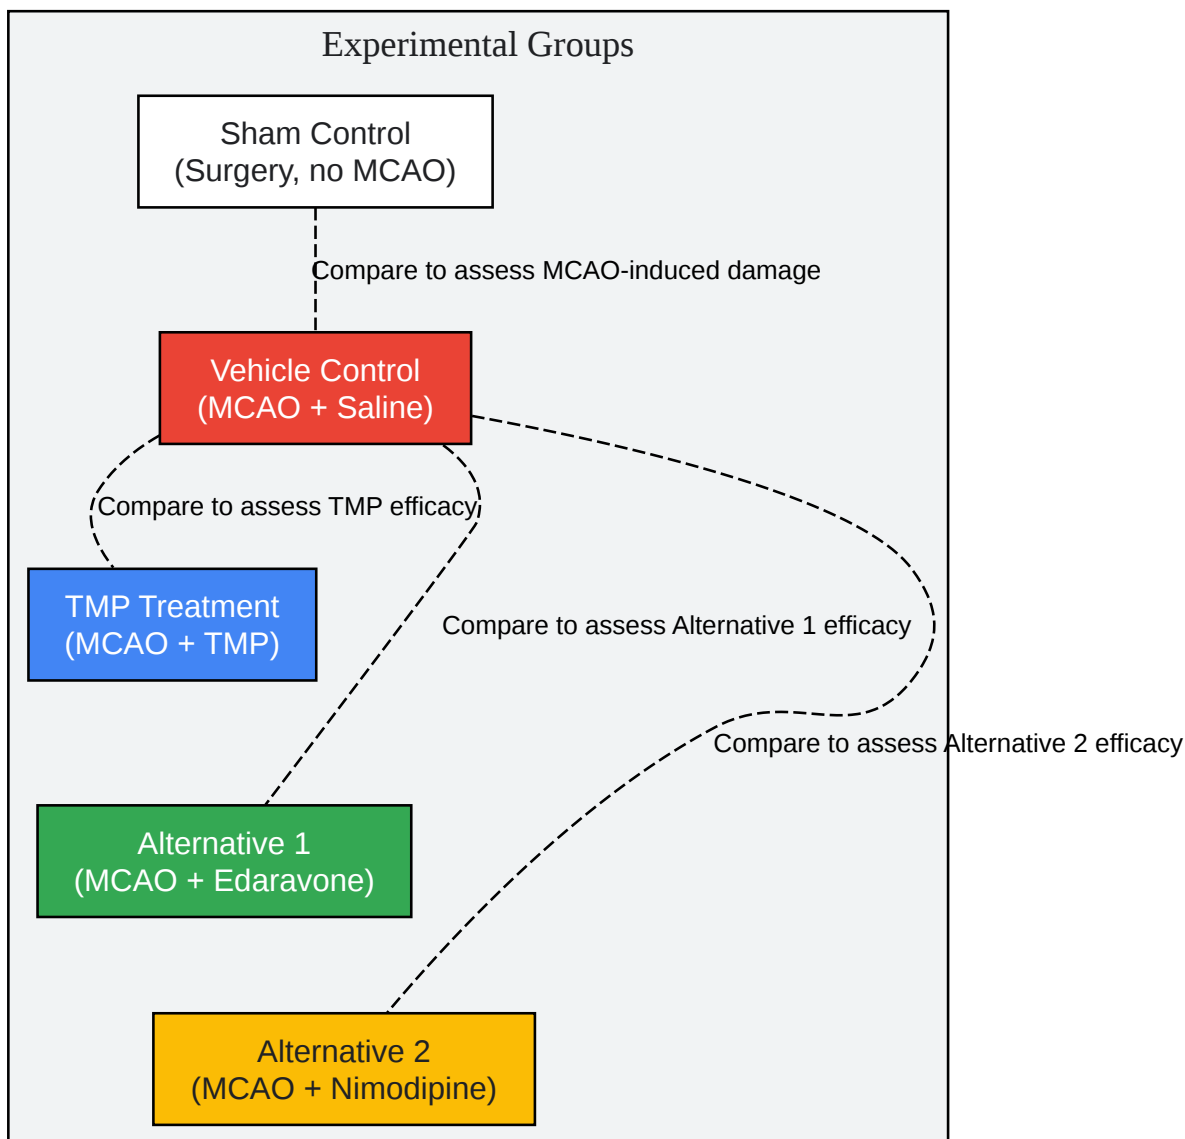 Experimental Groups
Sham Control
(Surgery, no MCAO)
Compare to assess MCAO-induced damage
Vehicle Control
(MCAO + Saline)
Compare to assess TMP efficacy
TMP Treatment
(MCAO + TMP)
Compare to assess Alternative 1 efficacy
Compare to assess Alternative 2 efficacy
Alternative 1
(MCAO + Edaravone)
Alternative 2
(MCAO + Nimodipine)